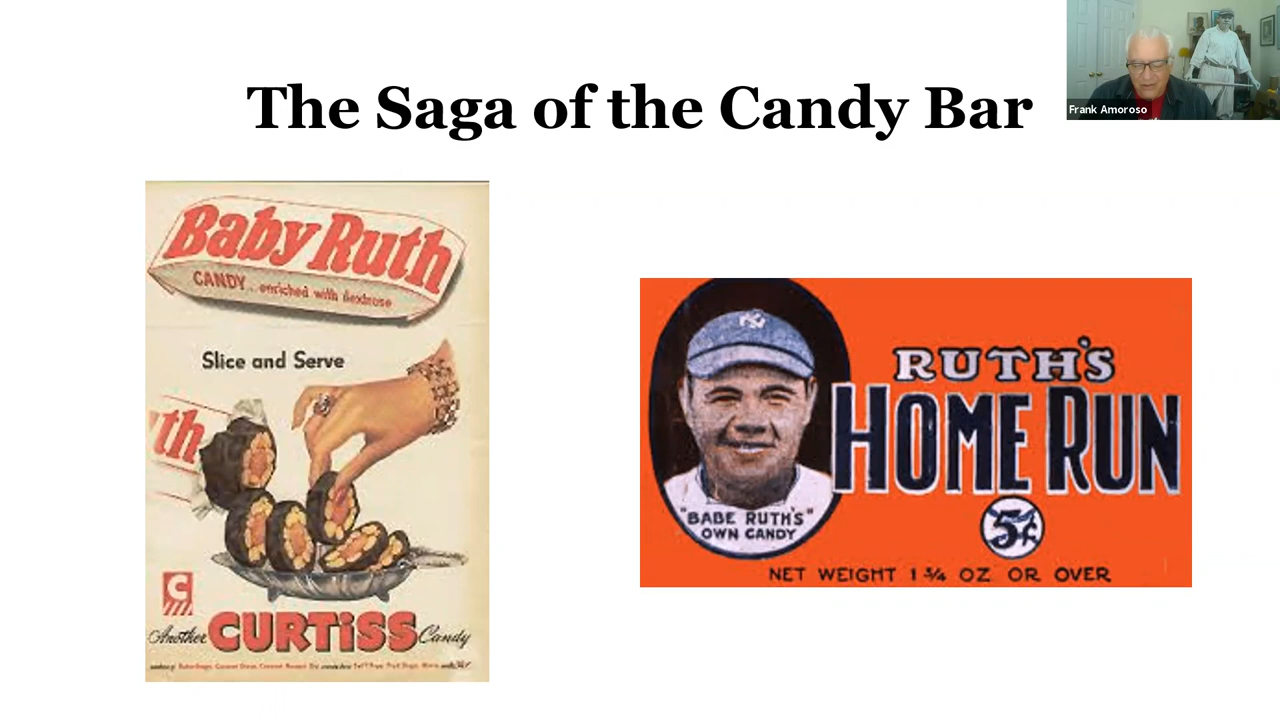 The Saga of the Candy Bar
Frank Amoroso
Baby Ruth
CANDY.. enriched with dextrose
Slice and Serve
uth
C
Another CURTiSS Candy
RUTH'S
HOME RUN
5¢
"BABE RUTH'S"
OWN CANDY
NET WEIGHT 1 3/4 OZ. OR OVER